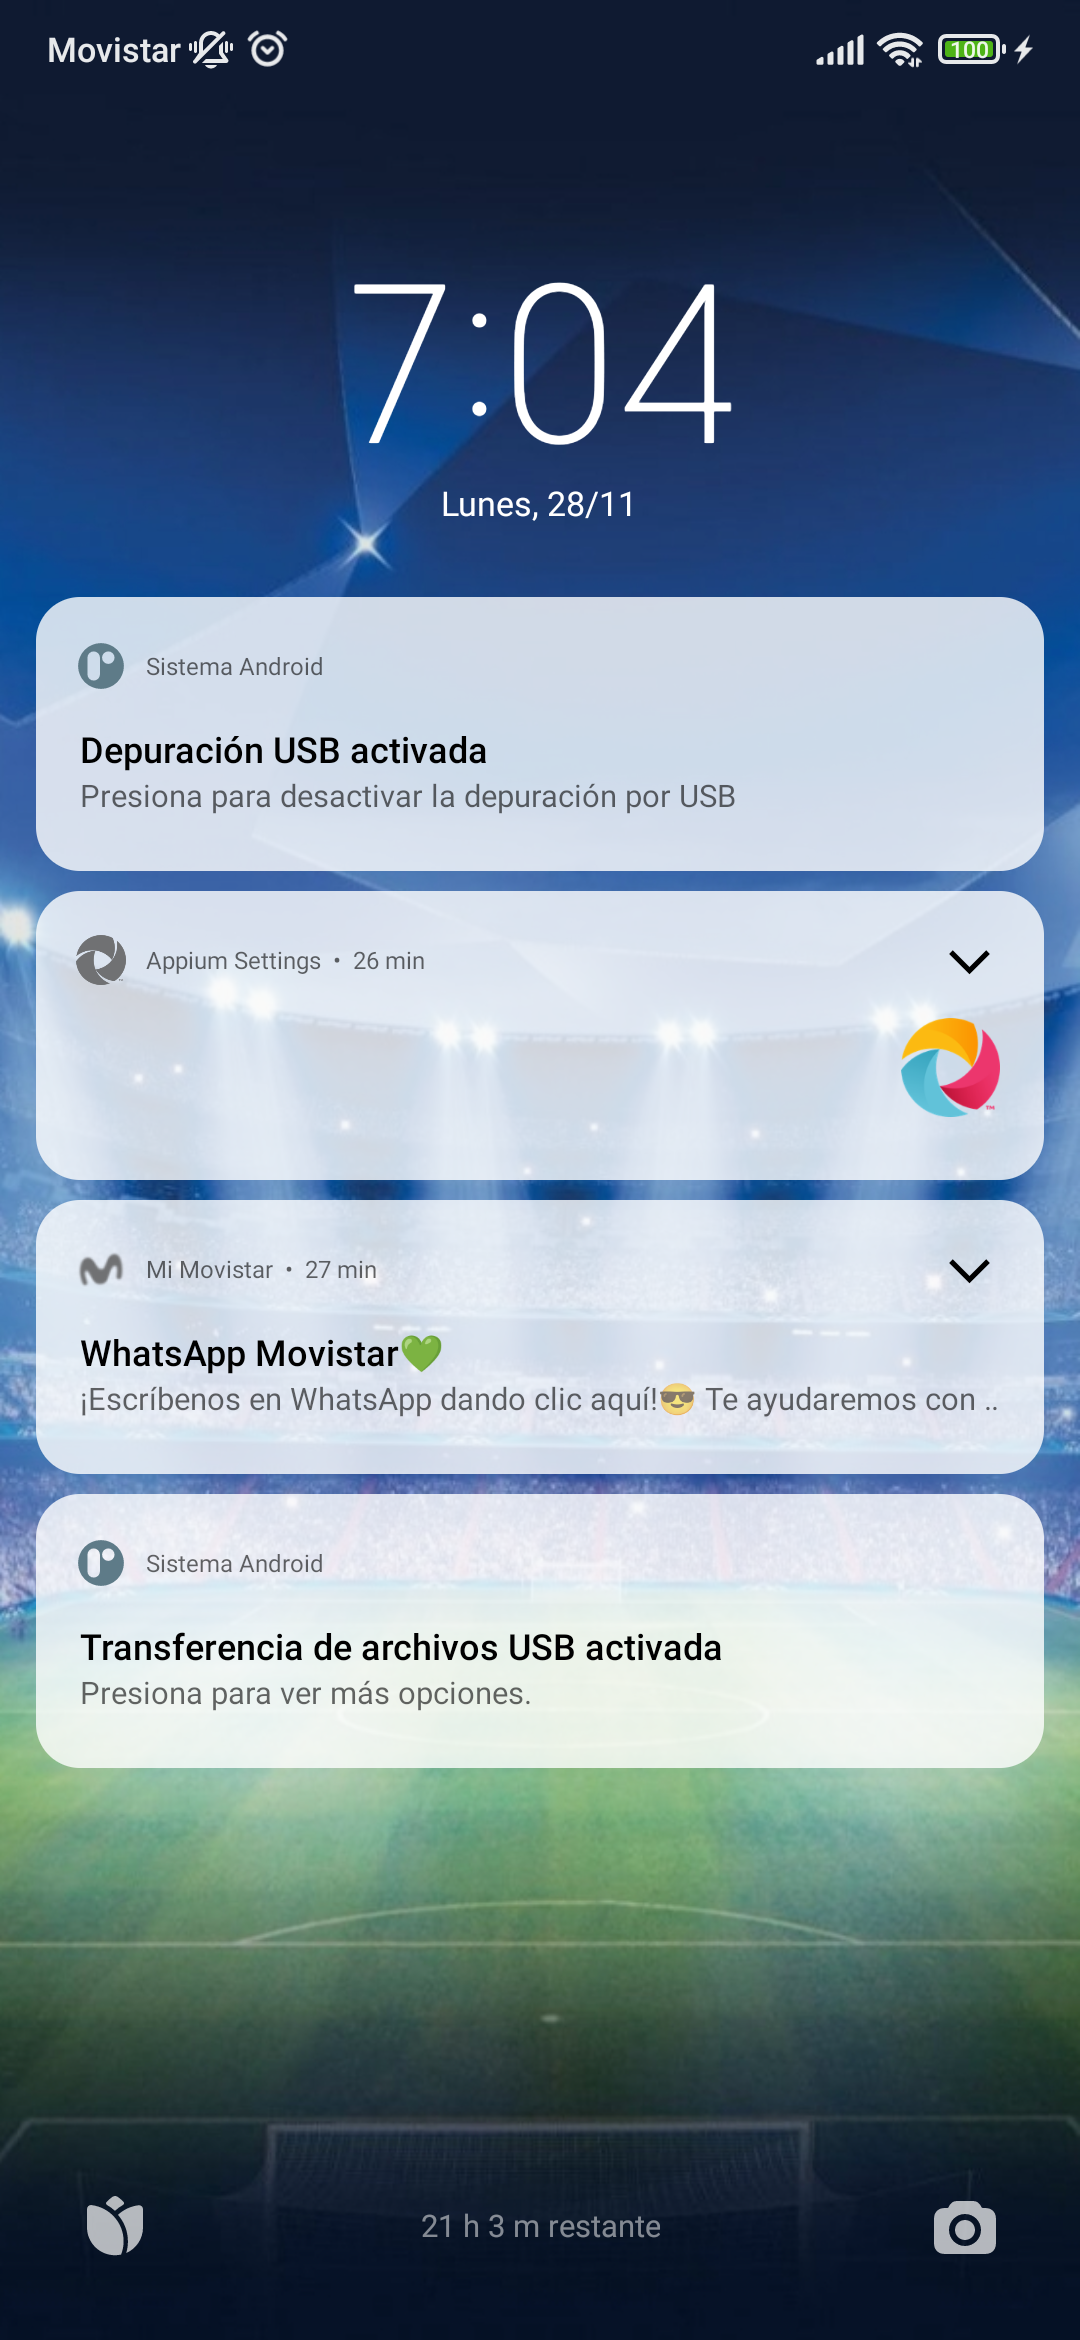 Movistar
100
7:04
Lunes, 28/11
Sistema Android
Depuración USB activada
Presiona para desactivar la depuración por USB
Appium Settings • 26 min
Mi Movistar • 27 min
WhatsApp Movistar💚
¡Escríbenos en WhatsApp dando clic aquí!😎 Te ayudaremos con ..
Sistema Android
Transferencia de archivos USB activada
Presiona para ver más opciones.
21 h 3 m restante